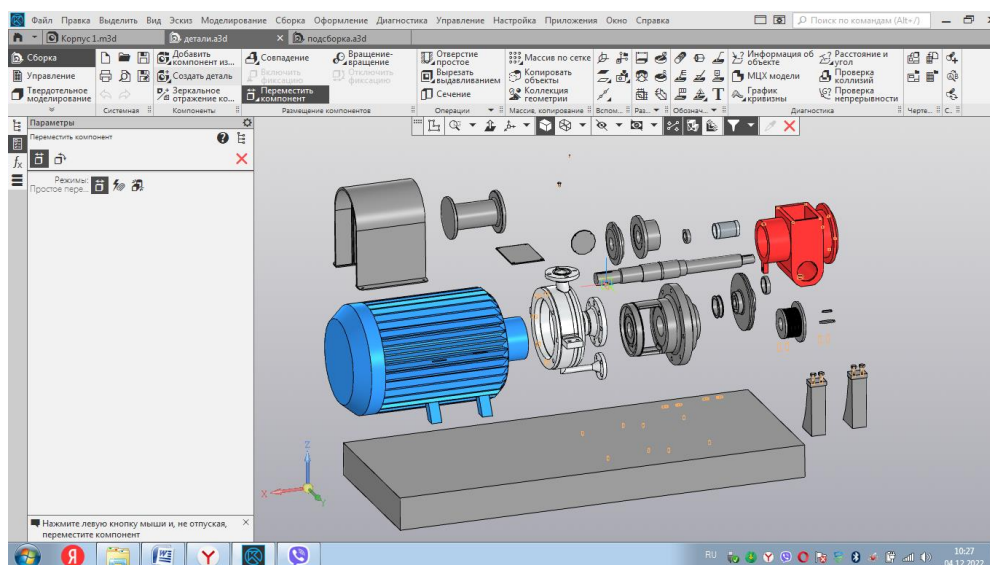 Файл Правка Выделить Вид Эскиз Моделирование Сборка Оформление Диагностика Управление Настройка Приложения Окно Справка
Поиск по командам (Alt+/)
Корпус 1.m3d
детали.a3d
подсборка.a3d
Сборка
Управление
Твердотельное
моделирование
Системная
Добавить
компонент из...
Создать деталь
Зеркальное
отражение ко...
Компоненты
Совпадение
Включить
фиксацию
Переместить
компонент
Вращение-
вращение
Отключить
фиксацию
Размещение компонентов
Отверстие
простое
Вырезать
выдавливанием
Сечение
Операции
Массив по сетке
Копировать
объекты
Коллекция
геометрии
Массив, копирование
Вспом...
Раз...
Обознач...
Информация об
объекте
МЦХ модели
График
кривизны
Расстояние и
угол
Проверка
коллизий
Проверка
непрерывности
Диагностика
Черте...
С...
Параметры
Переместить компонент
Режимы:
Простое пере...
Z
X
Y
Нажмите левую кнопку мыши и, не отпуская,
переместите компонент
RU
10:27
04.12.2022